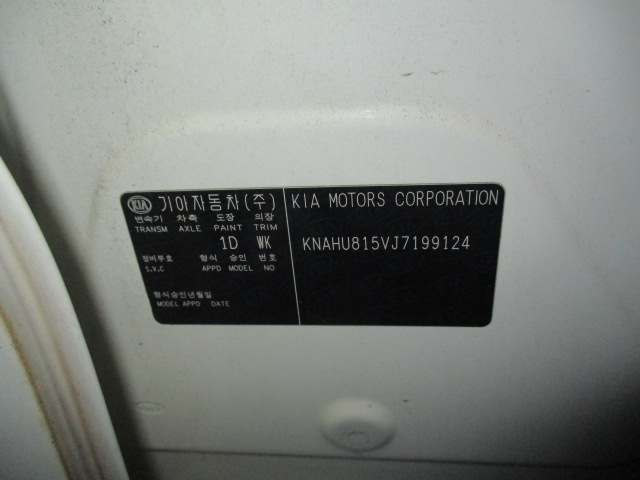 KIA 기아자동차(주)
변속기 차축 도장 의장
TRANSM AXLE PAINT TRIM
1D WK
정비부호 형식 승인 번호
S.V.C APPD MODEL NO
형식승인년월일
MODEL APPD DATE
KIA MOTORS CORPORATION
KNAHU815VJ7199124